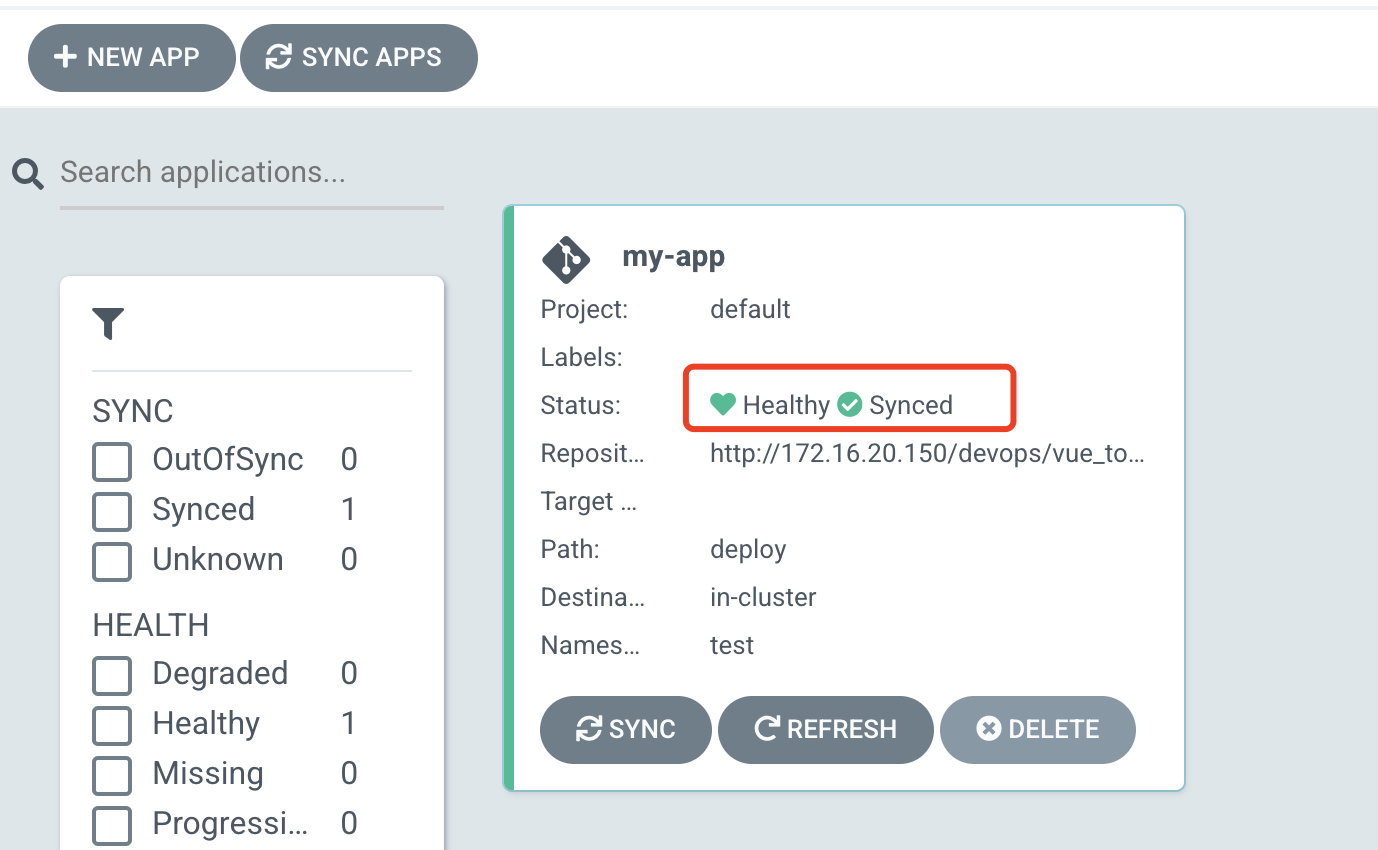 NEW APP SYNC APPS
Search applications...
SYNC
OutOfSync 0
Synced 1
Unknown 0
HEALTH
Degraded 0
Healthy 1
Missing 0
Progressi... 0
my-app
Project: default
Labels:
Status: Healthy Synced
Reposit... http://172.16.20.150/devops/vue_to...
Target ...
Path: deploy
Destina... in-cluster
Names... test
SYNC REFRESH DELETE